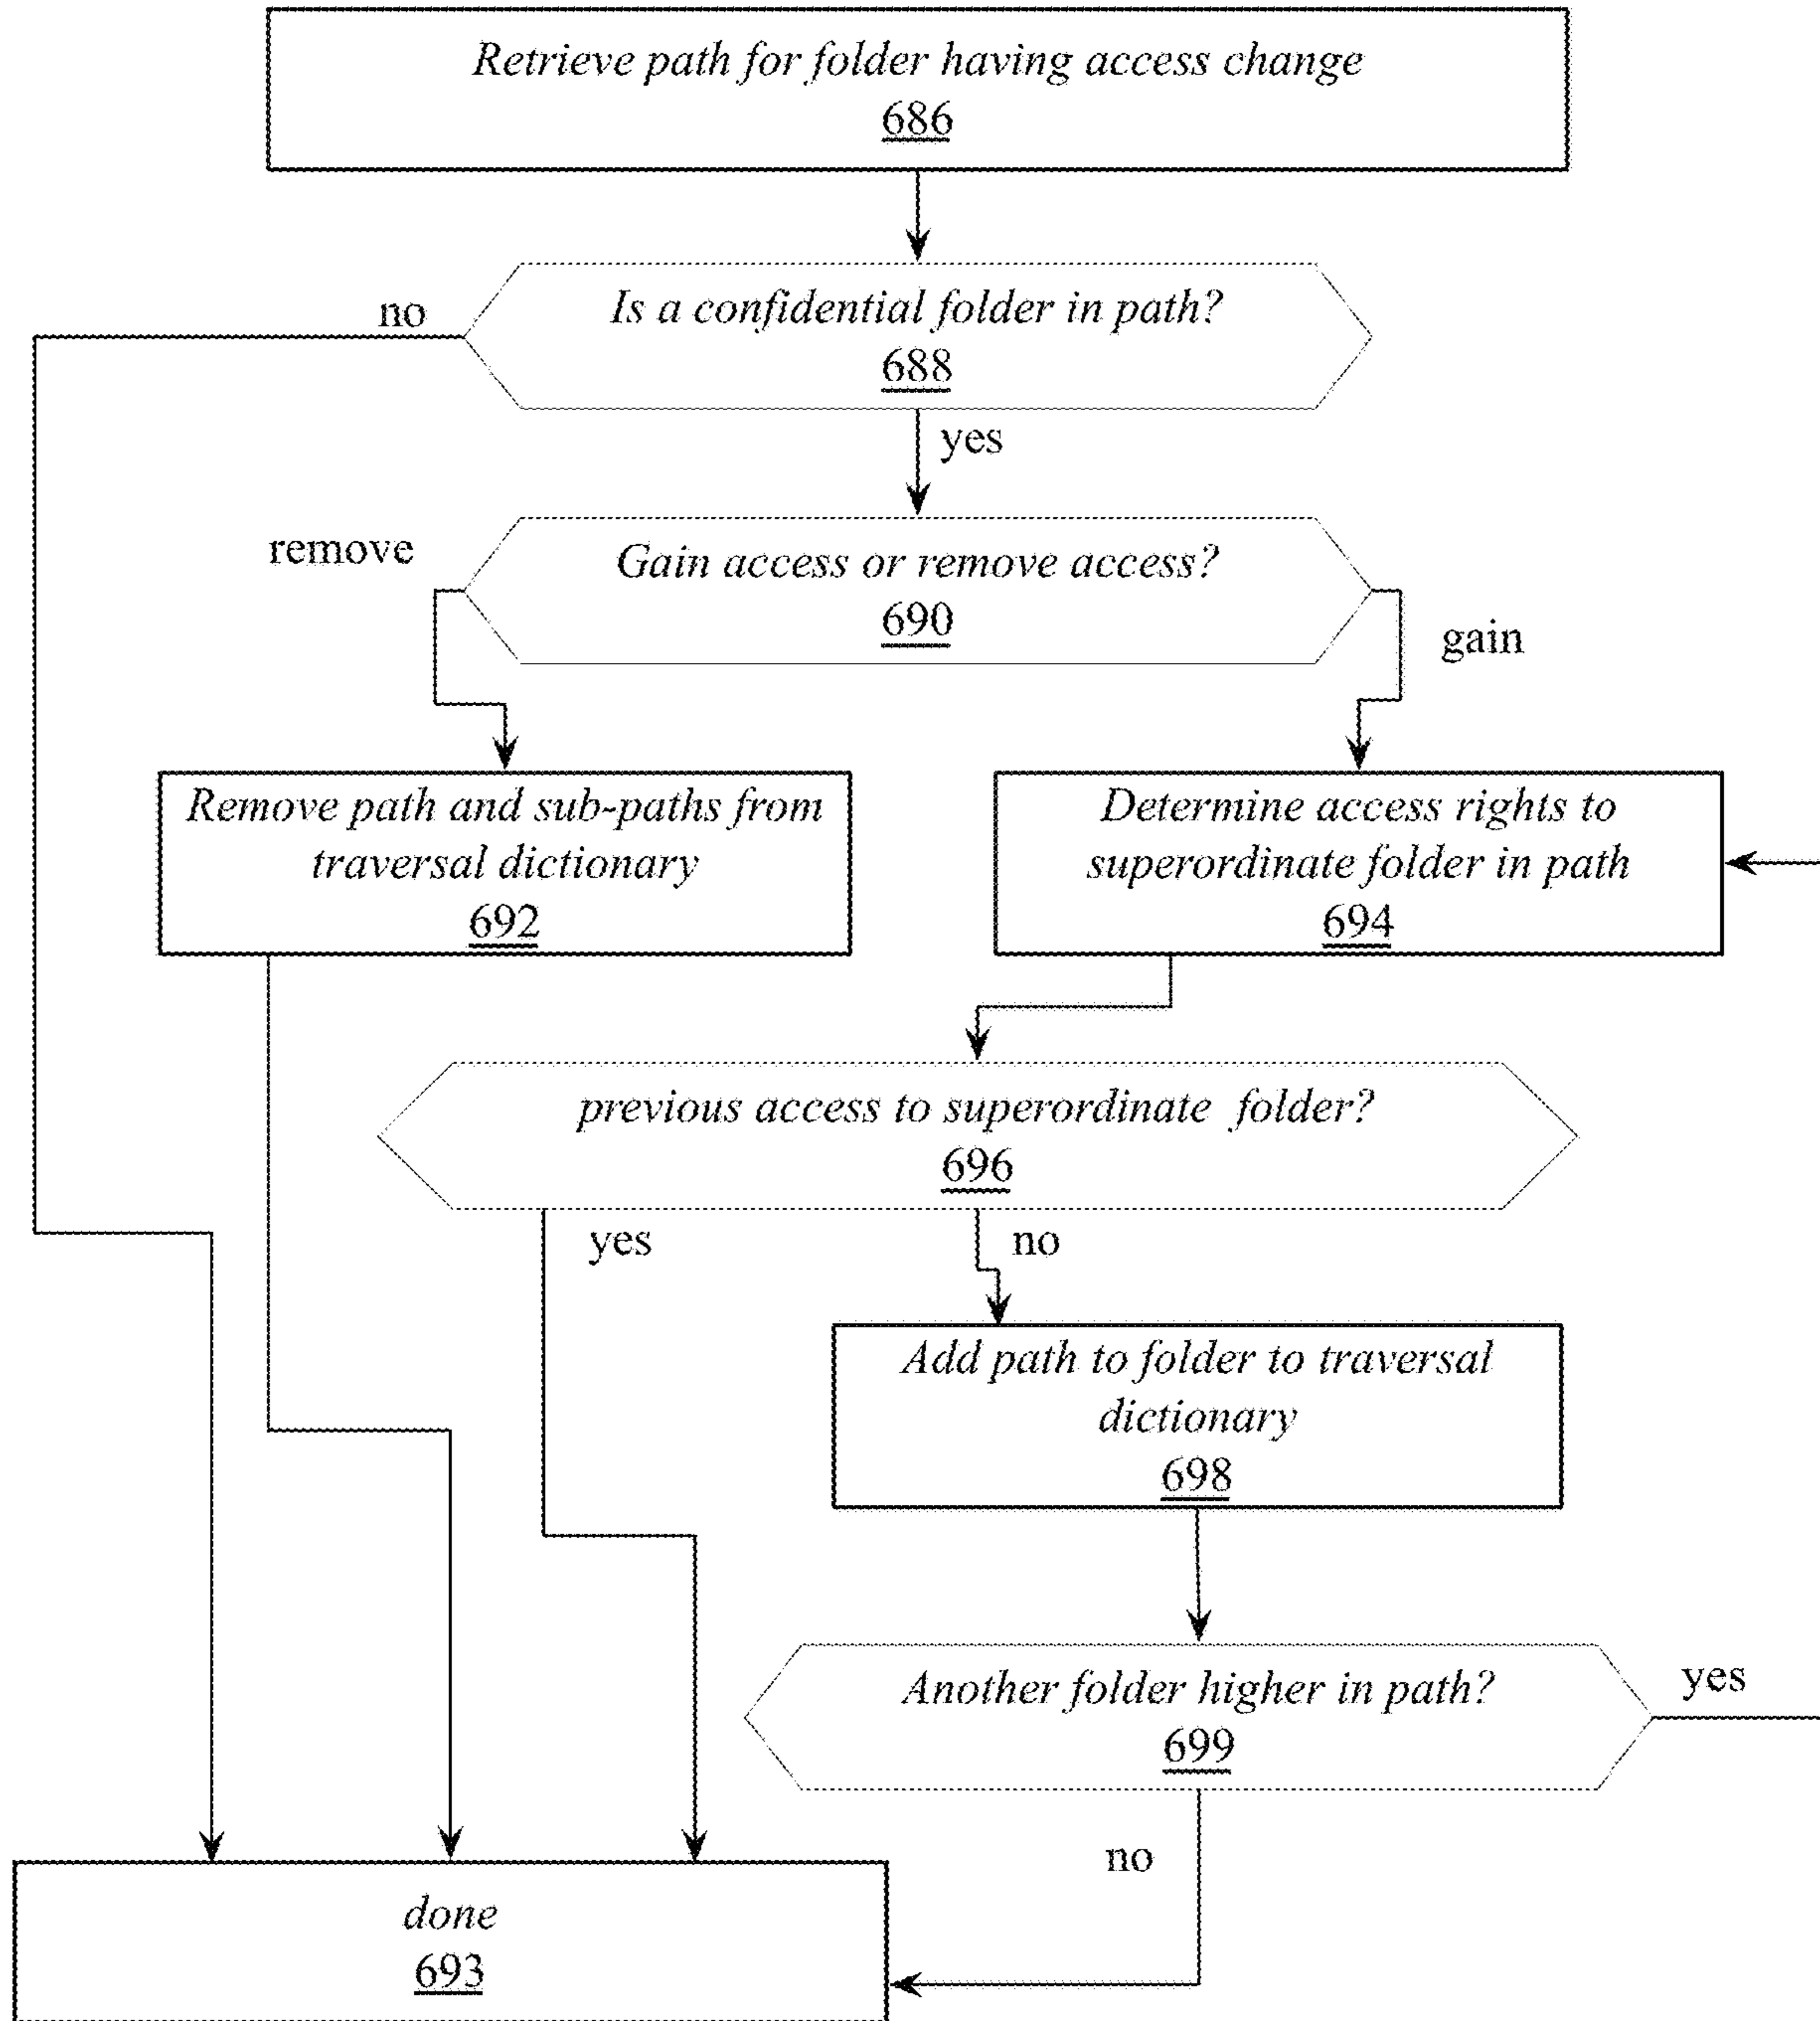 Retrieve path for folder having access change
686
no
Is a confidential folder in path?
688
yes
remove
Gain access or remove access?
690
gain
Remove path and sub-paths from
traversal dictionary
692
Determine access rights to
superordinate folder in path
694
previous access to superordinate folder?
696
yes
no
Add path to folder to traversal
dictionary
698
Another folder higher in path?
699
yes
no
done
693